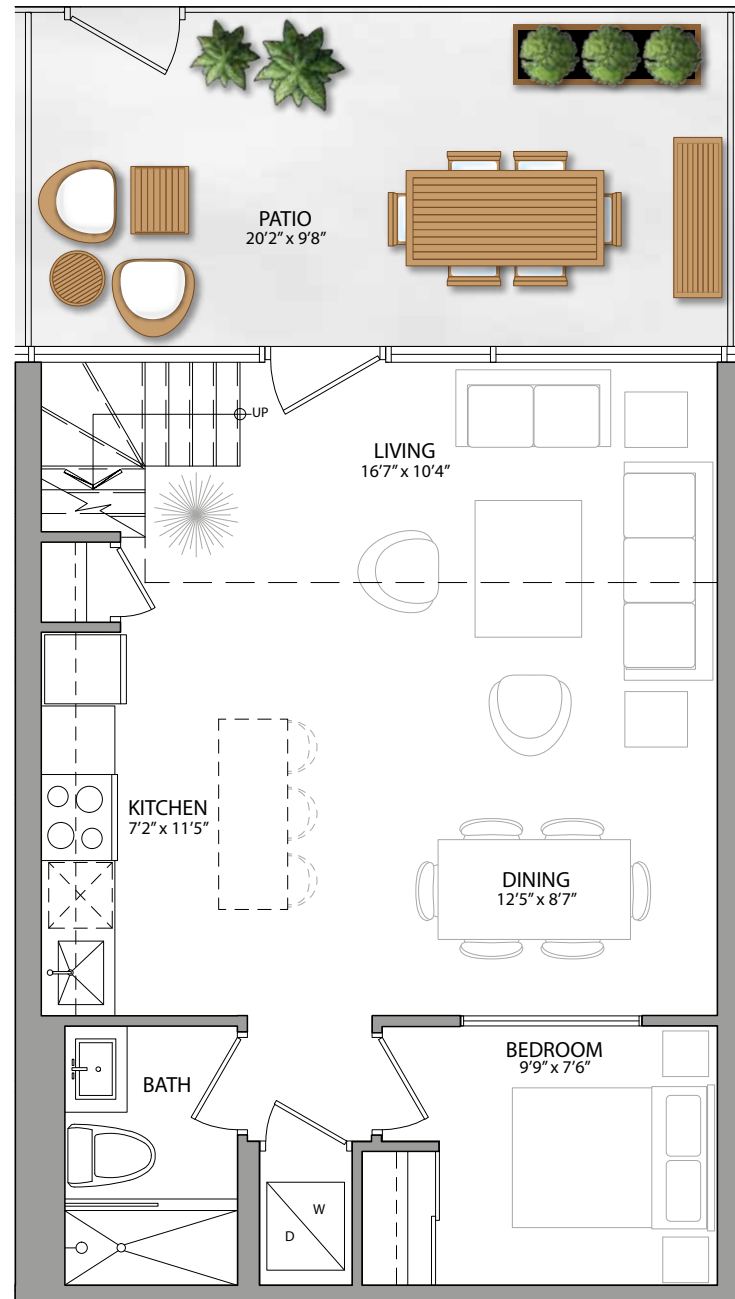 PATIO
20’2” x 9’8”
UP
LIVING
16’7” x 10’4”
KITCHEN
7’2” x 11’5”
DINING
12’5” x 8’7”
BEDROOM
9’9” x 7’6”
BATH
W
D